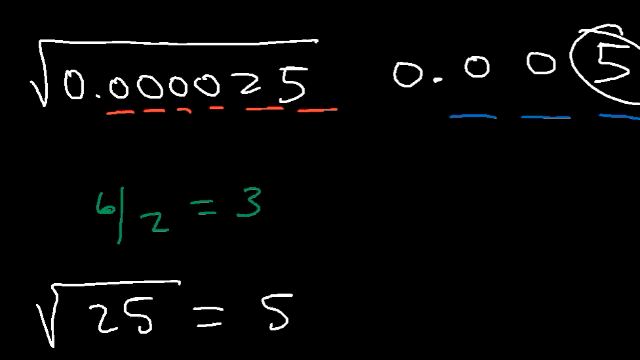 √0.000025 0.005
6/2 = 3
√25 = 5